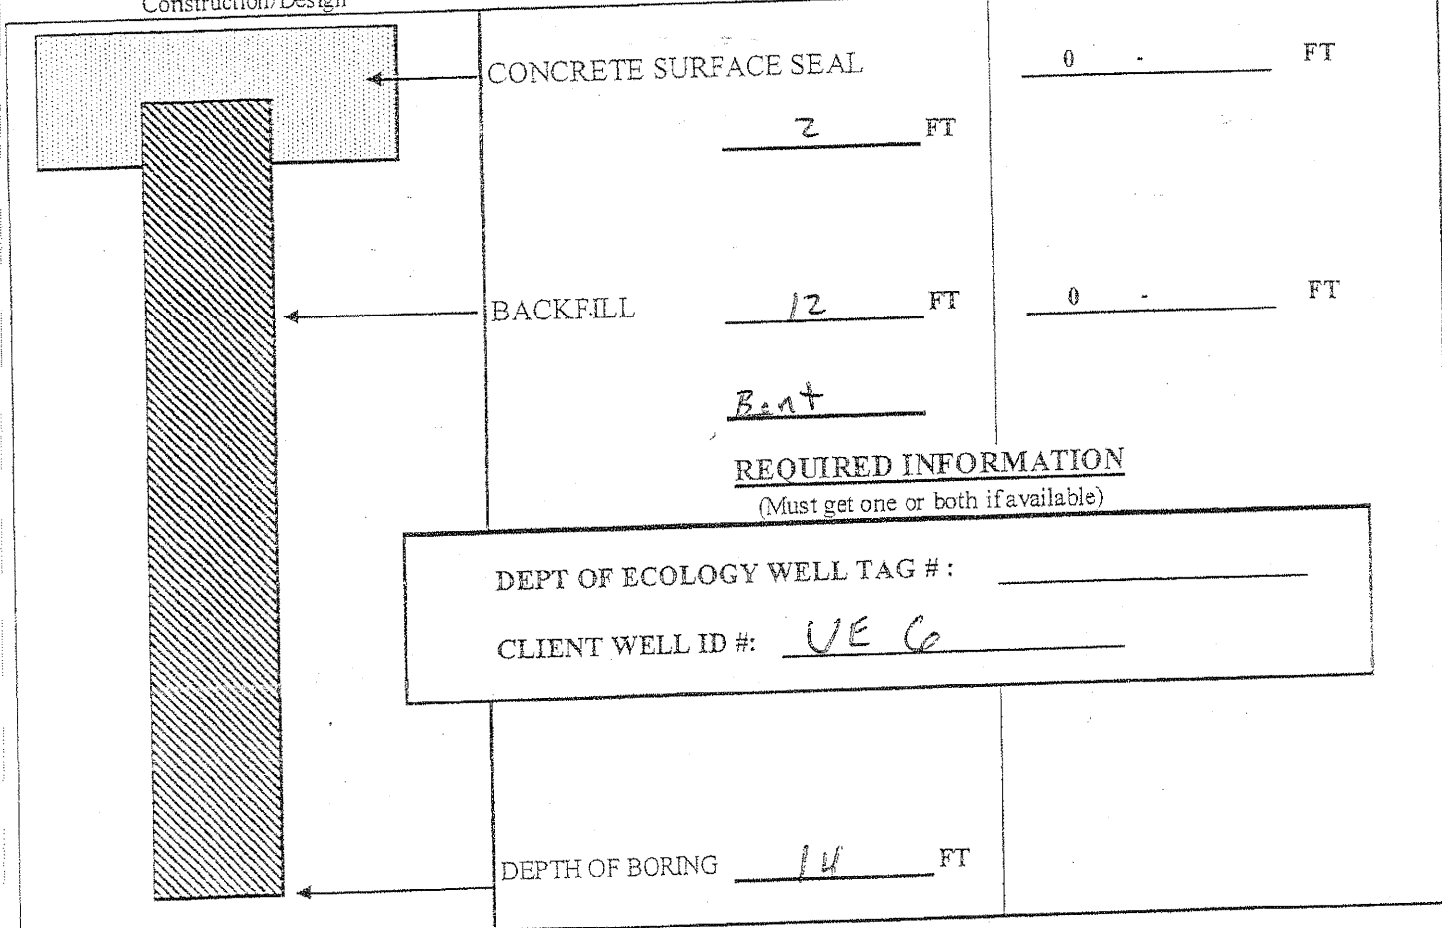 Construction/Design
CONCRETE SURFACE SEAL 0 - FT
2 FT
BACKFILL 12 FT 0 - FT
Bent
REQUIRED INFORMATION
(Must get one or both if available)
DEPT OF ECOLOGY WELL TAG # :
CLIENT WELL ID #: VE 6
DEPTH OF BORING 14 FT